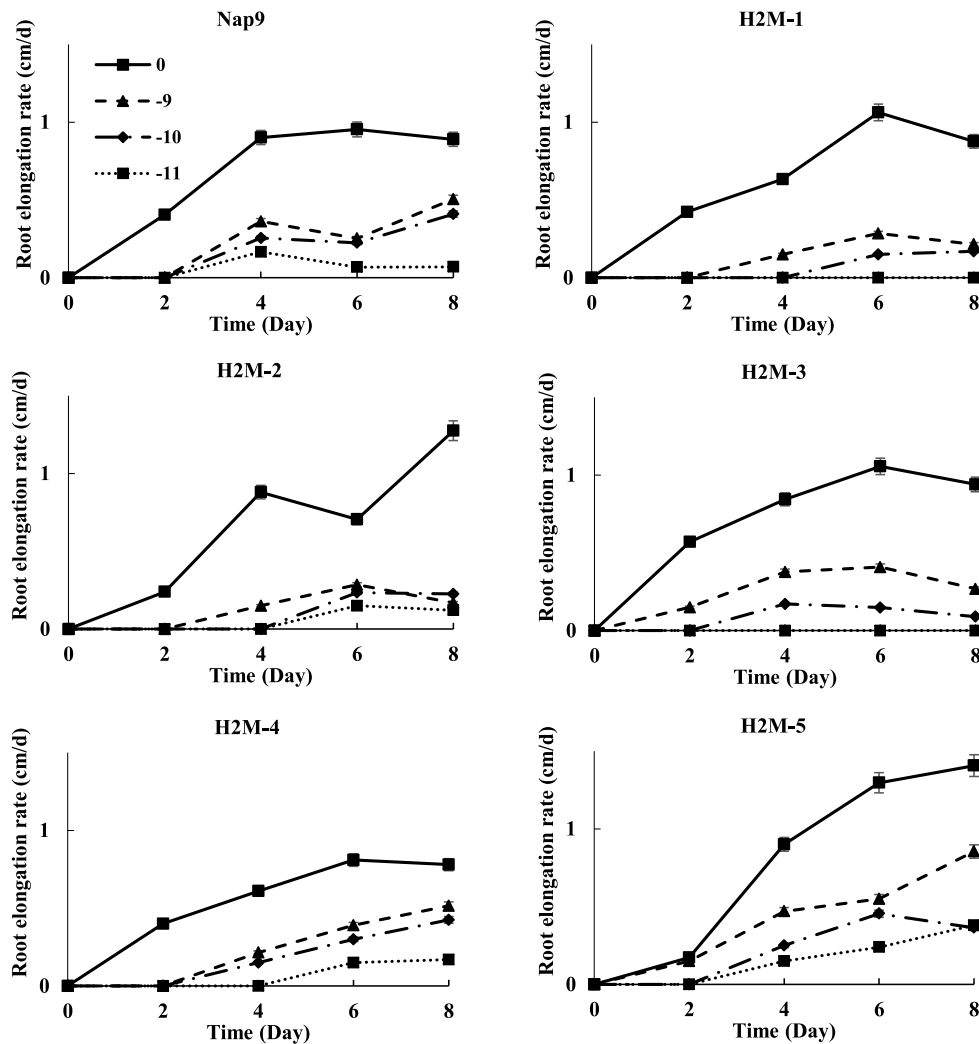 Nap9
Root elongation rate (cm/d)
1
0
0
-9
-10
-11
0 2 4 6 8
Time (Day)
H2M-1
Root elongation rate (cm/d)
1
0
0 2 4 6 8
Time (Day)
H2M-2
Root elongation rate (cm/d)
1
0
0 2 4 6 8
Time (Day)
H2M-3
Root elongation rate (cm/d)
1
0
0 2 4 6 8
Time (Day)
H2M-4
Root elongation rate (cm/d)
1
0
0 2 4 6 8
Time (Day)
H2M-5
Root elongation rate (cm/d)
1
0
0 2 4 6 8
Time (Day)